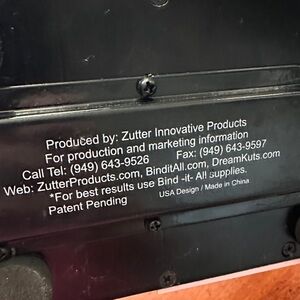 Produced by: Zutter Innovative Products
For production and marketing information
Call Tel: (949) 643-9526 Fax: (949) 643-9597
Web: ZutterProducts.com, BinditAll.com, DreamKuts.com
*For best results use Bind -it- All supplies.
Patent Pending USA Design / Made in China